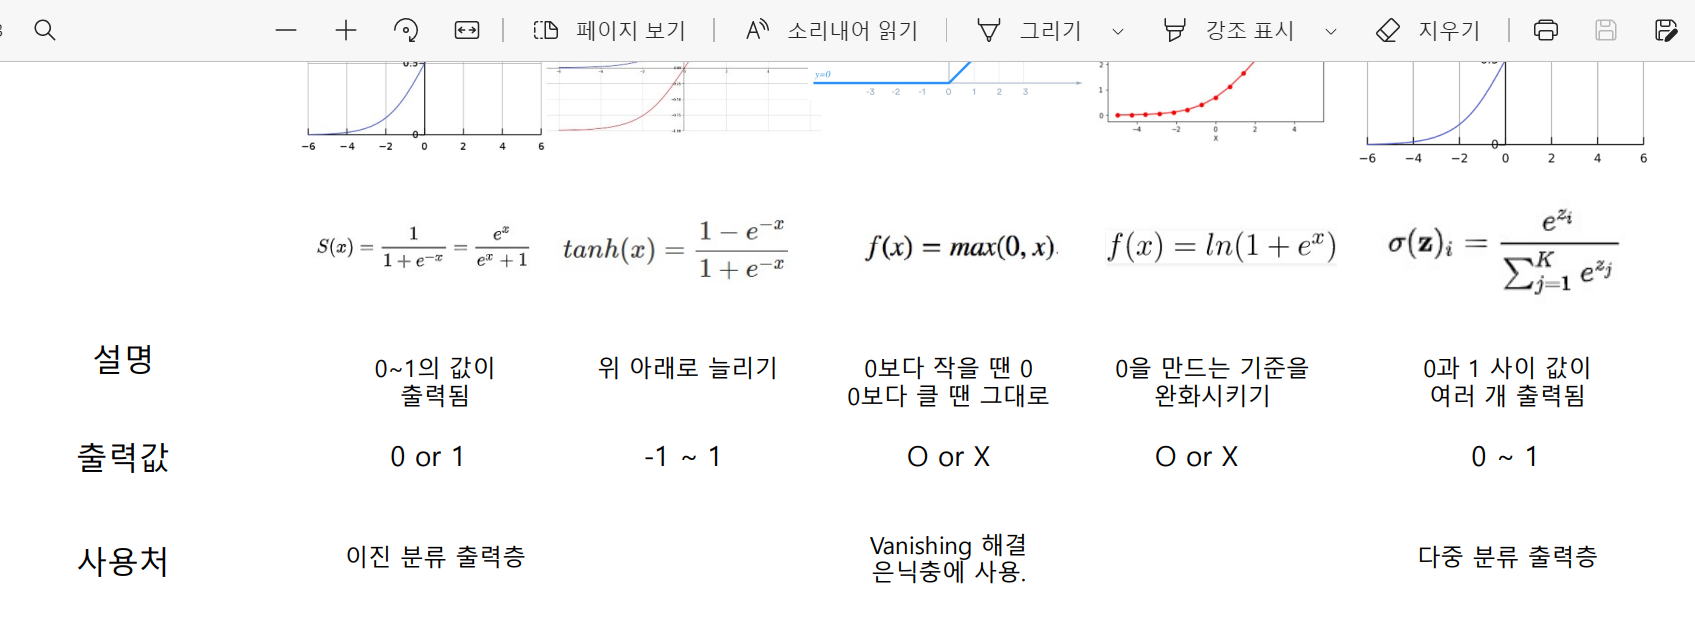 페이지 보기
소리내어 읽기
그리기
강조 표시
지우기
0.5
0
-6 -4 -2 0 2 4 6
y=0
-3 -2 -1 0 1 2 3
2
1
0
-4 -2 0 2 4
x
0
-6 -4 -2 0 2 4 6
S(x) = 1 / (1 + e^{-x}) = e^x / (e^x + 1)
tanh(x) = (1 − e^{-x}) / (1 + e^{-x})
f(x) = max(0, x).
f(x) = ln(1 + e^x)
σ(z)_i = e^{z_i} / ∑_{j=1}^{K} e^{z_j}
설명
0~1의 값이
출력됨
위 아래로 늘리기
0보다 작을 땐 0
0보다 클 땐 그대로
0을 만드는 기준을
완화시키기
0과 1 사이 값이
여러 개 출력됨
출력값
0 or 1
-1 ~ 1
O or X
O or X
0 ~ 1
사용처
이진 분류 출력층
Vanishing 해결
은닉충에 사용.
다중 분류 출력층